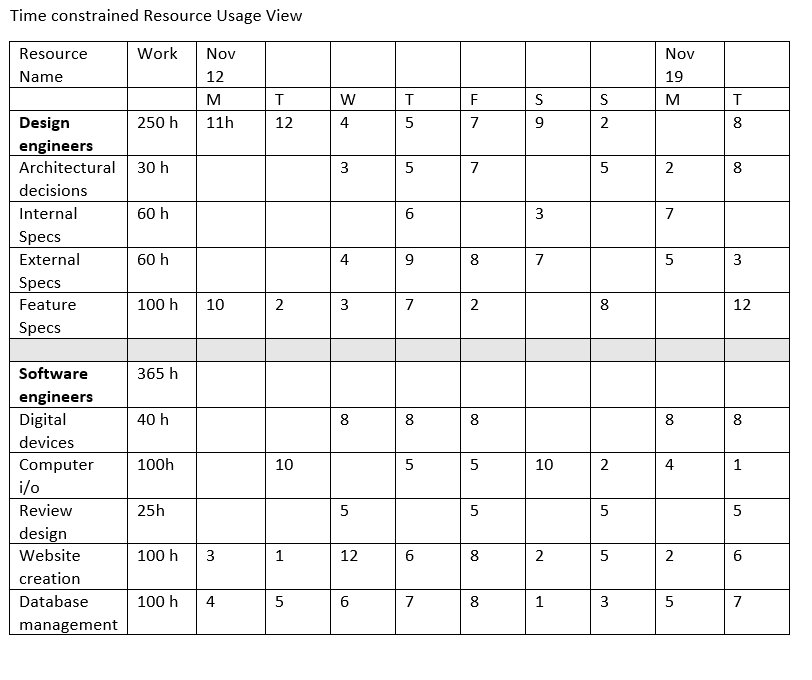 Time constrained Resource Usage View
Resource Name Work Nov 12 Nov 19
M T W T F S S M T
Design engineers 250 h 11h 12 4 5 7 9 2 8
Architectural decisions 30 h 3 5 7 5 2 8
Internal Specs 60 h 6 3 7
External Specs 60 h 4 9 8 7 5 3
Feature Specs 100 h 10 2 3 7 2 8 12
Software engineers 365 h
Digital devices 40 h 8 8 8 8 8
Computer i/o 100h 10 5 5 10 2 4 1
Review design 25h 5 5 5 5
Website creation 100 h 3 1 12 6 8 2 5 2 6
Database management 100 h 4 5 6 7 8 1 3 5 7